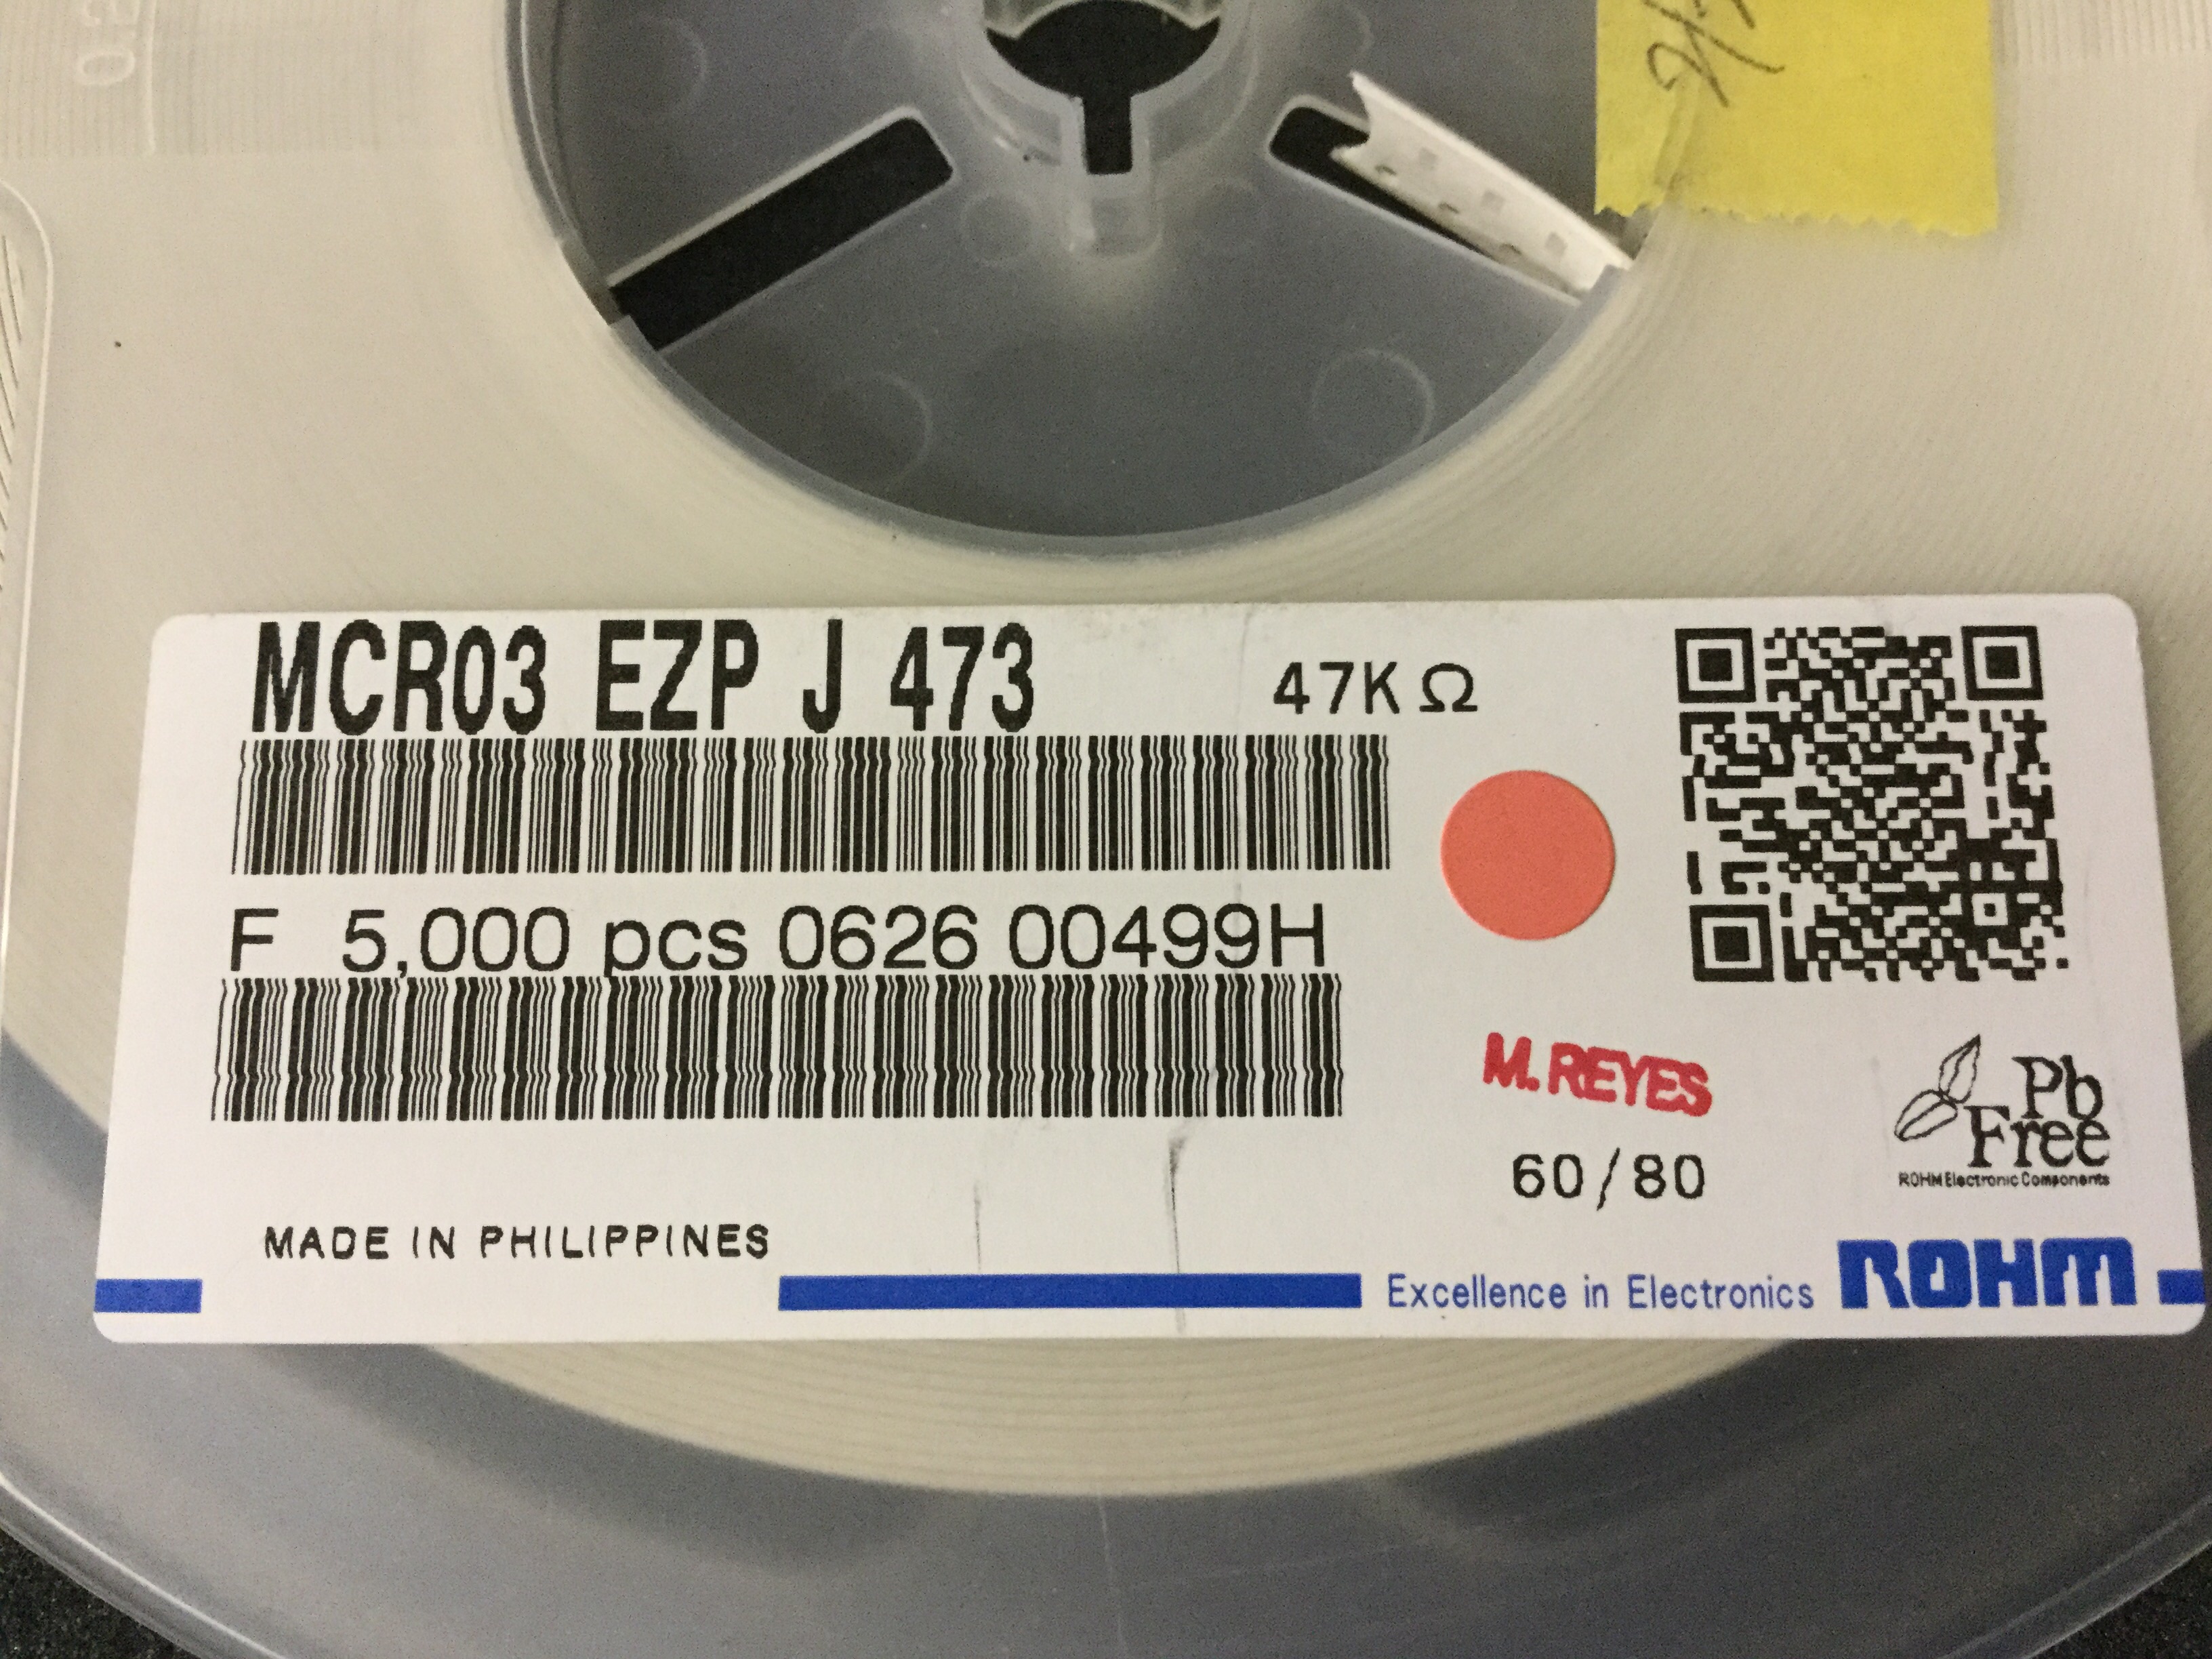 MCR03 EZP J 473 47KΩ
F 5,000 pcs 0626 00499H
M.REYES
Pb
Free
ROHM Electronic Components
60/80
MADE IN PHILIPPINES
Excellence in Electronics ROHM